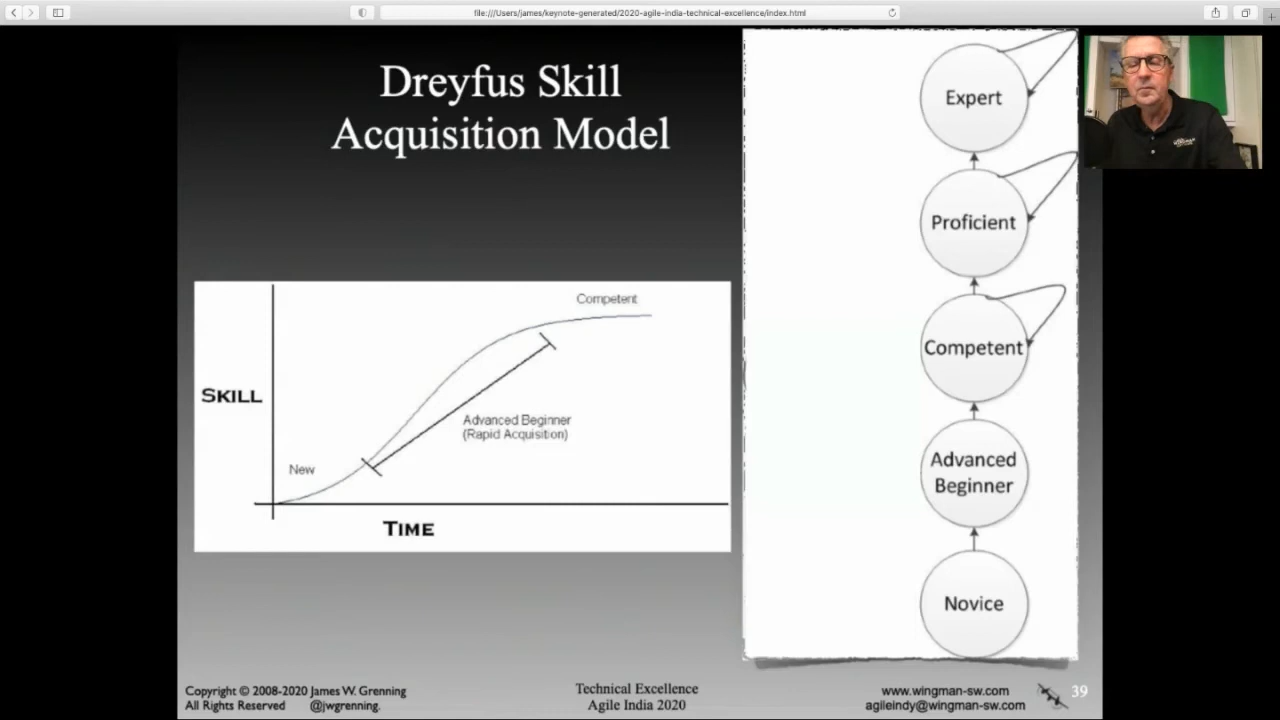 file:///Users/james/keynote-generated/2020-agile-india-technical-excellence/index.html
Dreyfus Skill
Acquisition Model
Competent
SKILL
Advanced Beginner
(Rapid Acquisition)
New
TIME
Expert
Proficient
Competent
Advanced
Beginner
Novice
Copyright © 2008-2020 James W. Grenning
All Rights Reserved @jwgrenning.
Technical Excellence
Agile India 2020
www.wingman-sw.com
agileindy@wingman-sw.com
39